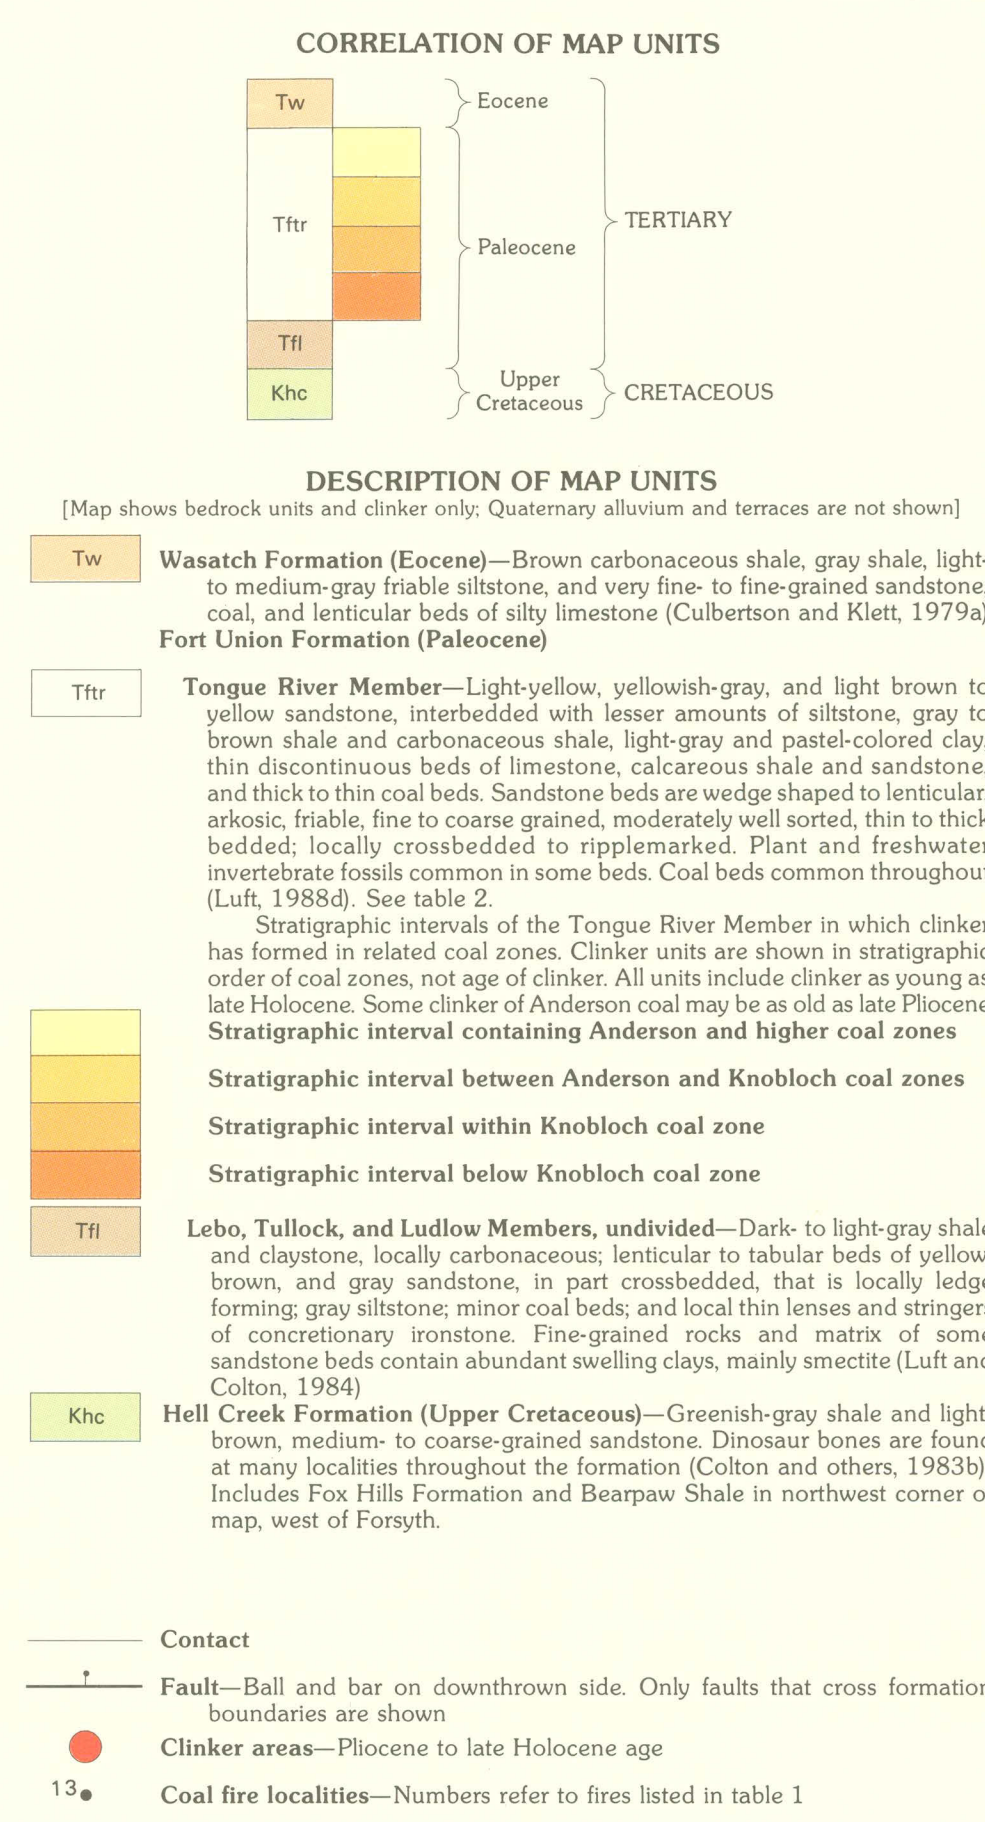 CORRELATION OF MAP UNITS
Tw
Eocene
Tftr
TERTIARY
Paleocene
Tfl
Khc
Upper
Cretaceous
CRETACEOUS
DESCRIPTION OF MAP UNITS
[Map shows bedrock units and clinker only; Quaternary alluvium and terraces are not shown]
Tw
Wasatch Formation (Eocene)—Brown carbonaceous shale, gray shale, light-
to medium-gray friable siltstone, and very fine- to fine-grained sandstone,
coal, and lenticular beds of silty limestone (Culbertson and Klett, 1979a)
Fort Union Formation (Paleocene)
Tftr
Tongue River Member—Light-yellow, yellowish-gray, and light brown to
yellow sandstone, interbedded with lesser amounts of siltstone, gray to
brown shale and carbonaceous shale, light-gray and pastel-colored clay,
thin discontinuous beds of limestone, calcareous shale and sandstone,
and thick to thin coal beds. Sandstone beds are wedge shaped to lenticular,
arkosic, friable, fine to coarse grained, moderately well sorted, thin to thick
bedded; locally crossbedded to ripplemarked. Plant and freshwater
invertebrate fossils common in some beds. Coal beds common throughout
(Luft, 1988d). See table 2.
Stratigraphic intervals of the Tongue River Member in which clinker
has formed in related coal zones. Clinker units are shown in stratigraphic
order of coal zones, not age of clinker. All units include clinker as young as
late Holocene. Some clinker of Anderson coal may be as old as late Pliocene
Stratigraphic interval containing Anderson and higher coal zones
Stratigraphic interval between Anderson and Knobloch coal zones
Stratigraphic interval within Knobloch coal zone
Stratigraphic interval below Knobloch coal zone
Tfl
Lebo, Tullock, and Ludlow Members, undivided—Dark- to light-gray shale
and claystone, locally carbonaceous; lenticular to tabular beds of yellow,
brown, and gray sandstone, in part crossbedded, that is locally ledge
forming; gray siltstone; minor coal beds; and local thin lenses and stringers
of concretionary ironstone. Fine-grained rocks and matrix of some
sandstone beds contain abundant swelling clays, mainly smectite (Luft and
Colton, 1984)
Khc
Hell Creek Formation (Upper Cretaceous)—Greenish-gray shale and light-
brown, medium- to coarse-grained sandstone. Dinosaur bones are found
at many localities throughout the formation (Colton and others, 1983b)
Includes Fox Hills Formation and Bearpaw Shale in northwest corner o
map, west of Forsyth.
Contact
Fault—Ball and bar on downthrown side. Only faults that cross formation
boundaries are shown
Clinker areas—Pliocene to late Holocene age
13
Coal fire localities—Numbers refer to fires listed in table 1